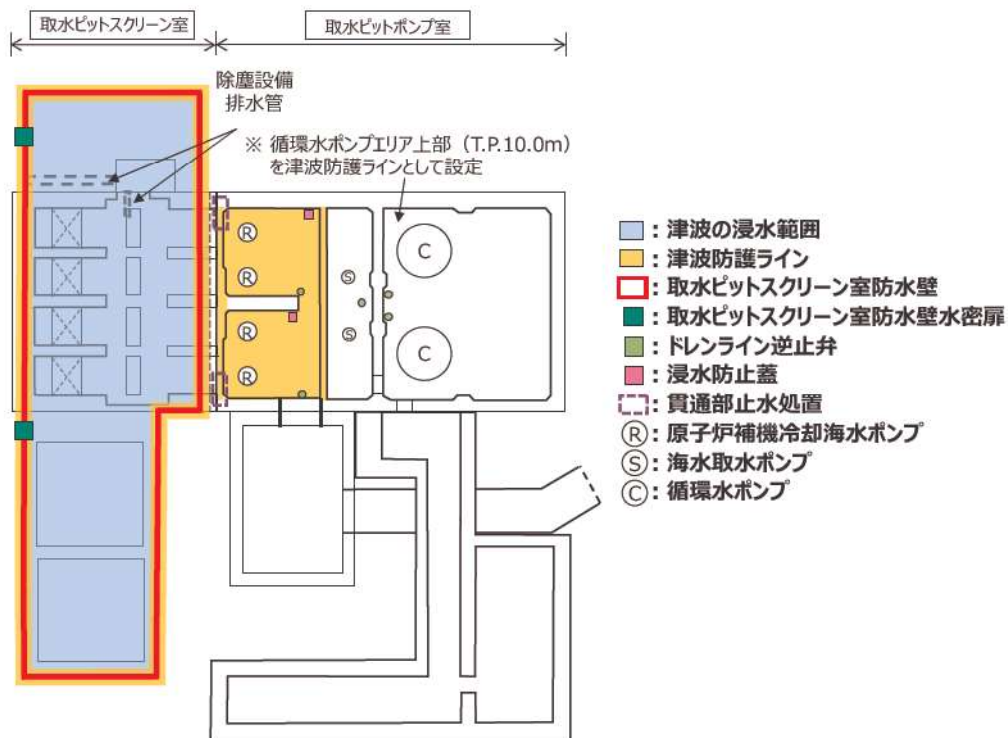 取水ピットスクリーン室
取水ピットポンプ室
除塵設備
排水管
※ 循環水ポンプエリア上部（T.P.10.0m）
を津波防護ラインとして設定
R
R
R
R
S
S
C
C
：津波の浸水範囲
：津波防護ライン
：取水ピットスクリーン室防水壁
：取水ピットスクリーン室防水壁水密扉
：ドレンライン逆止弁
：浸水防止蓋
：貫通部止水処置
R：原子炉補機冷却海水ポンプ
S：海水取水ポンプ
C：循環水ポンプ